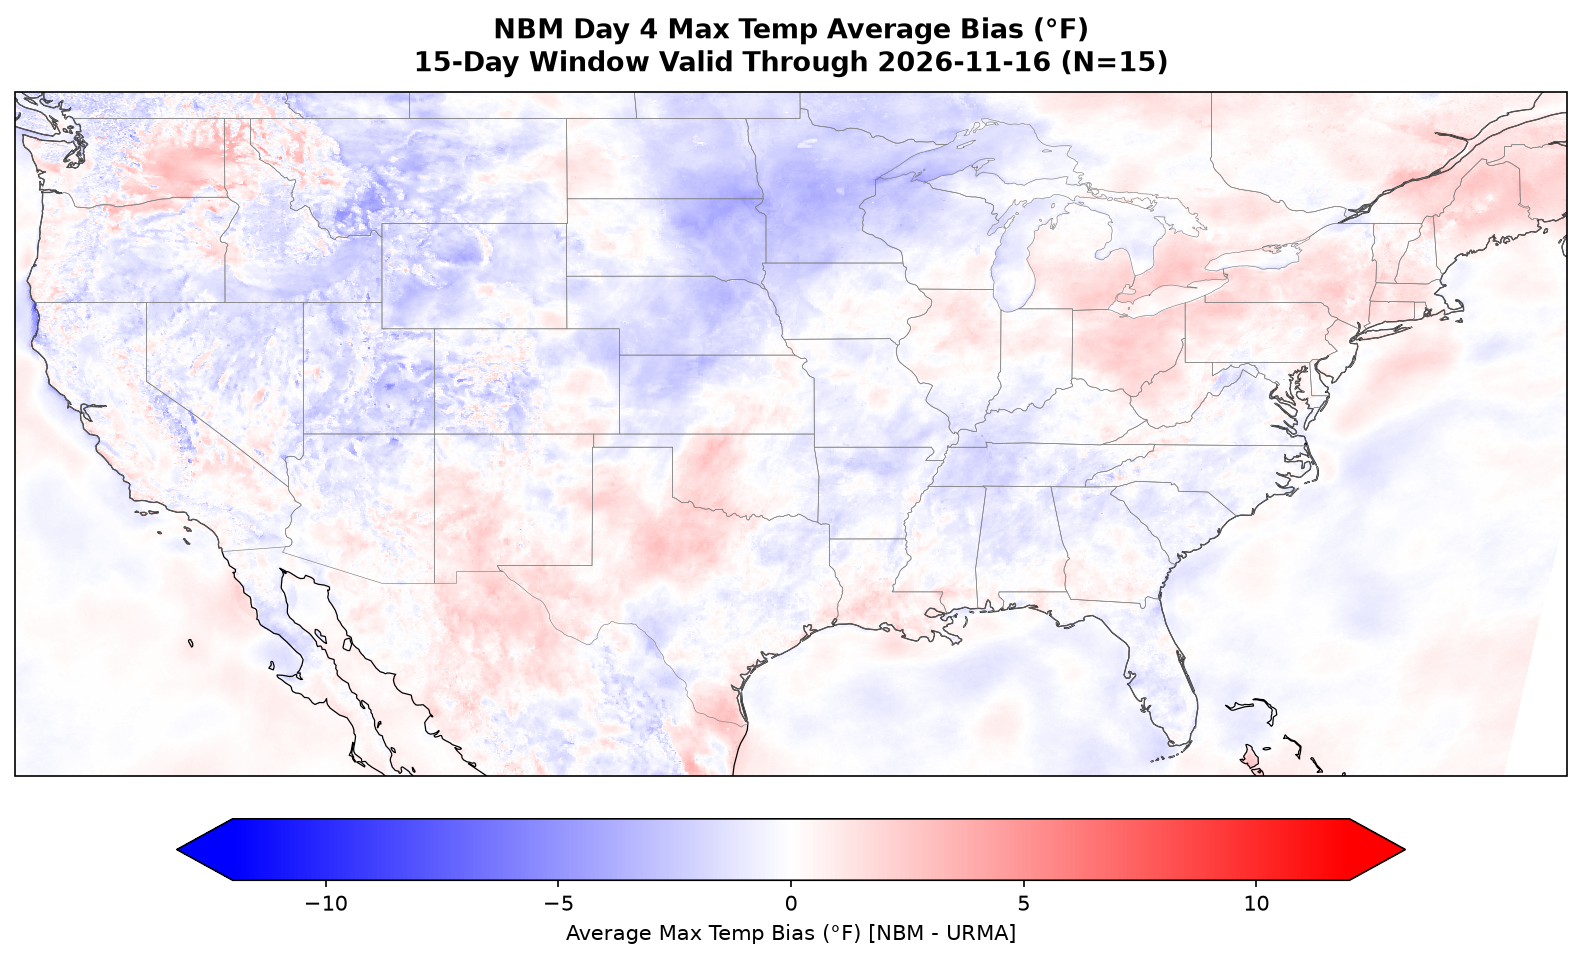 NBM Day 4 Max Temp Average Bias (°F)
15-Day Window Valid Through 2026-11-16 (N=15)
−10 −5 0 5 10
Average Max Temp Bias (°F) [NBM - URMA]